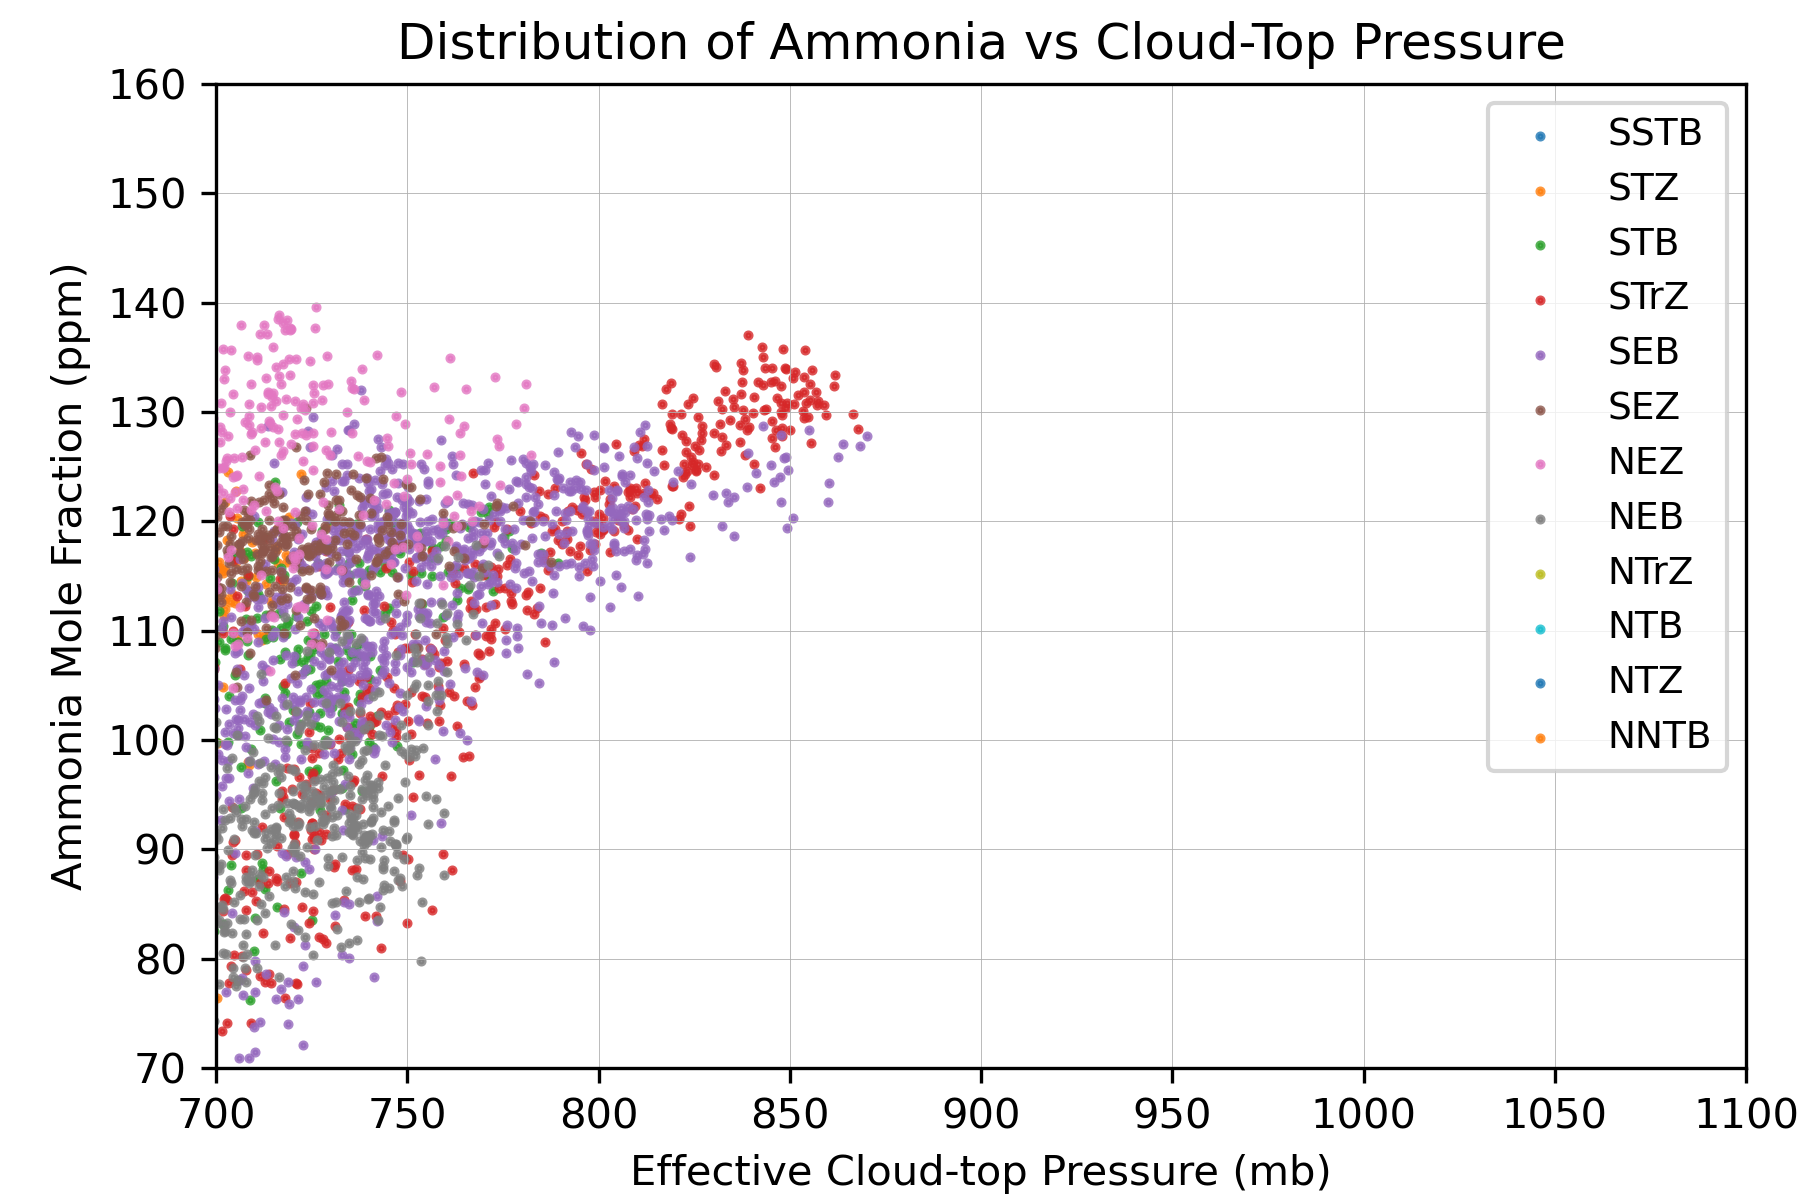 Distribution of Ammonia vs Cloud-Top Pressure
160
150
140
130
120
110
100
90
80
70
Ammonia Mole Fraction (ppm)
SSTB
STZ
STB
STrZ
SEB
SEZ
NEZ
NEB
NTrZ
NTB
NTZ
NNTB
700 750 800 850 900 950 1000 1050 1100
Effective Cloud-top Pressure (mb)